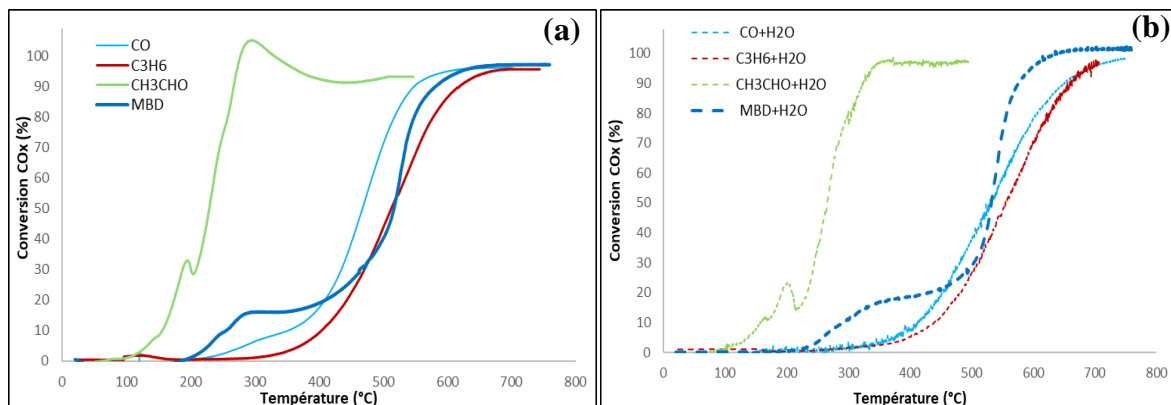 (a)
CO
C3H6
CH3CHO
MBD
Conversion COx (%)
100
90
80
70
60
50
40
30
20
10
0
0 100 200 300 400 500 600 700 800
Température (°C)
(b)
CO+H2O
C3H6+H2O
CH3CHO+H2O
MBD+H2O
Conversion COx (%)
100
90
80
70
60
50
40
30
20
10
0
0 100 200 300 400 500 600 700 800
Température (°C)